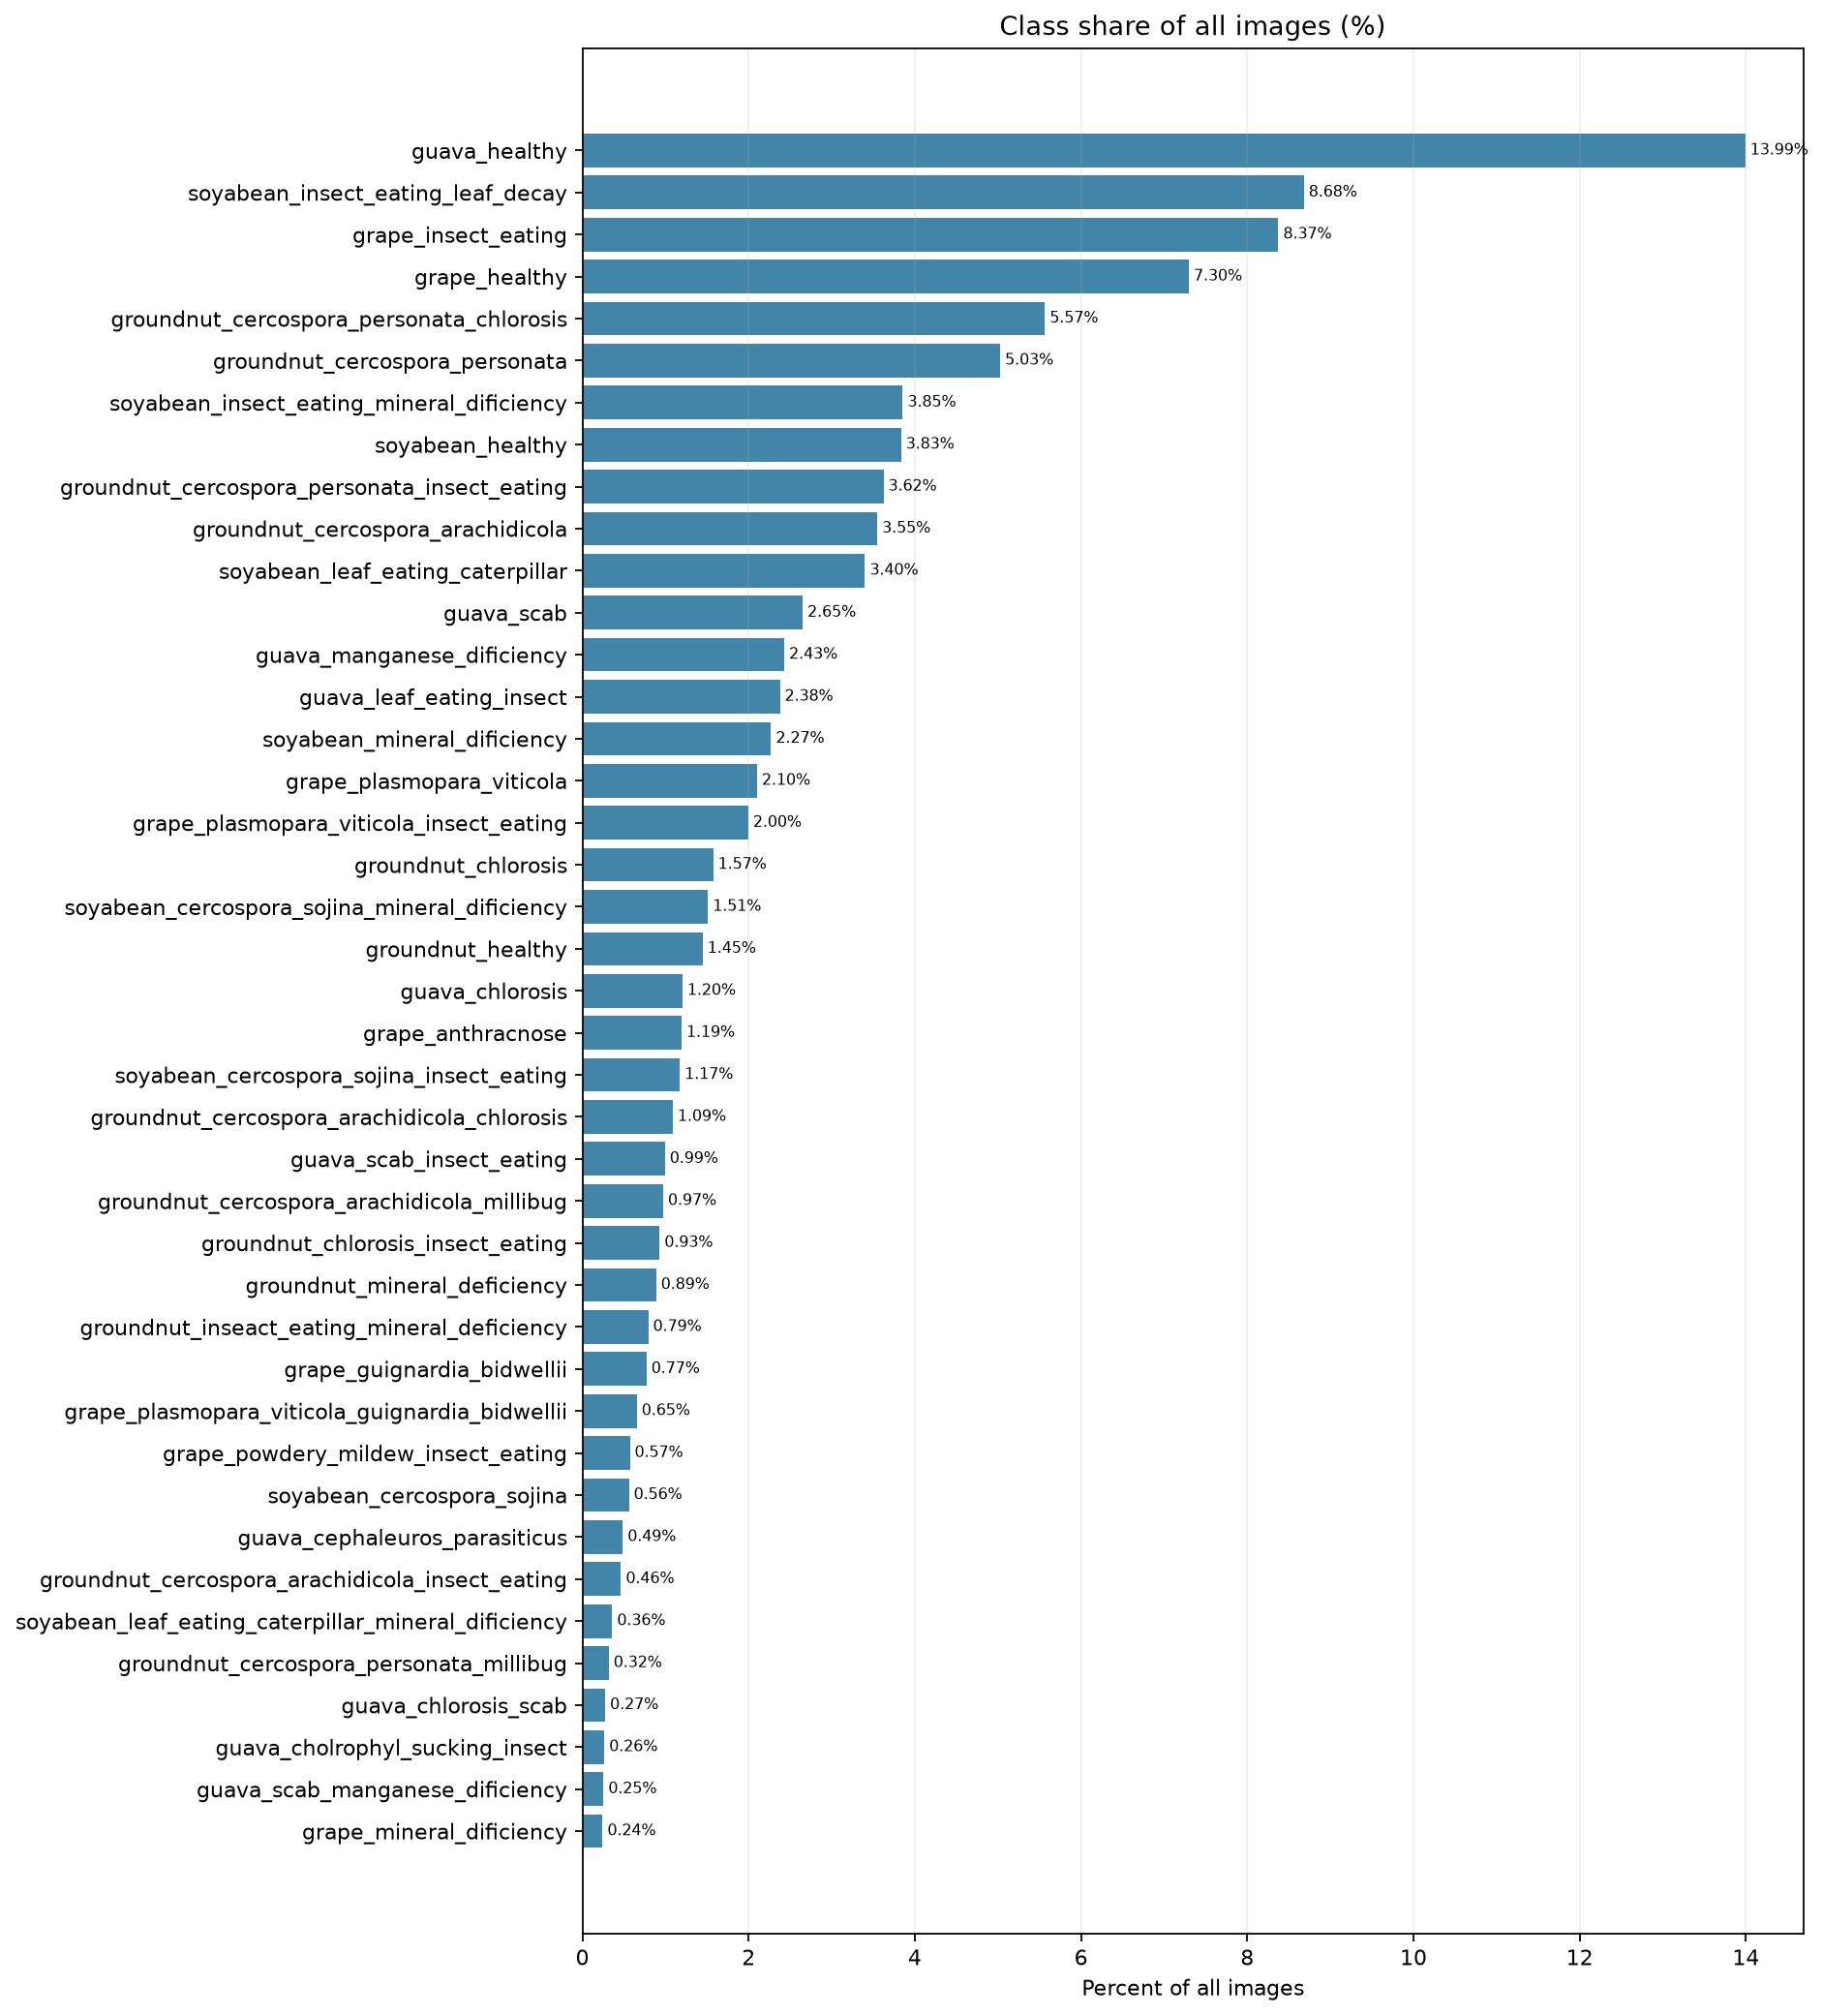 Class share of all images (%)
guava_healthy 13.99%
soyabean_insect_eating_leaf_decay 8.68%
grape_insect_eating 8.37%
grape_healthy 7.30%
groundnut_cercospora_personata_chlorosis 5.57%
groundnut_cercospora_personata 5.03%
soyabean_insect_eating_mineral_dificiency 3.85%
soyabean_healthy 3.83%
groundnut_cercospora_personata_insect_eating 3.62%
groundnut_cercospora_arachidicola 3.55%
soyabean_leaf_eating_caterpillar 3.40%
guava_scab 2.65%
guava_manganese_dificiency 2.43%
guava_leaf_eating_insect 2.38%
soyabean_mineral_dificiency 2.27%
grape_plasmopara_viticola 2.10%
grape_plasmopara_viticola_insect_eating 2.00%
groundnut_chlorosis 1.57%
soyabean_cercospora_sojina_mineral_dificiency 1.51%
groundnut_healthy 1.45%
guava_chlorosis 1.20%
grape_anthracnose 1.19%
soyabean_cercospora_sojina_insect_eating 1.17%
groundnut_cercospora_arachidicola_chlorosis 1.09%
guava_scab_insect_eating 0.99%
groundnut_cercospora_arachidicola_millibug 0.97%
groundnut_chlorosis_insect_eating 0.93%
groundnut_mineral_deficiency 0.89%
groundnut_inseact_eating_mineral_deficiency 0.79%
grape_guignardia_bidwellii 0.77%
grape_plasmopara_viticola_guignardia_bidwellii 0.65%
grape_powdery_mildew_insect_eating 0.57%
soyabean_cercospora_sojina 0.56%
guava_cephaleuros_parasiticus 0.49%
groundnut_cercospora_arachidicola_insect_eating 0.46%
soyabean_leaf_eating_caterpillar_mineral_dificiency 0.36%
groundnut_cercospora_personata_millibug 0.32%
guava_chlorosis_scab 0.27%
guava_cholrophyl_sucking_insect 0.26%
guava_scab_manganese_dificiency 0.25%
grape_mineral_dificiency 0.24%
0 2 4 6 8 10 12 14
Percent of all images